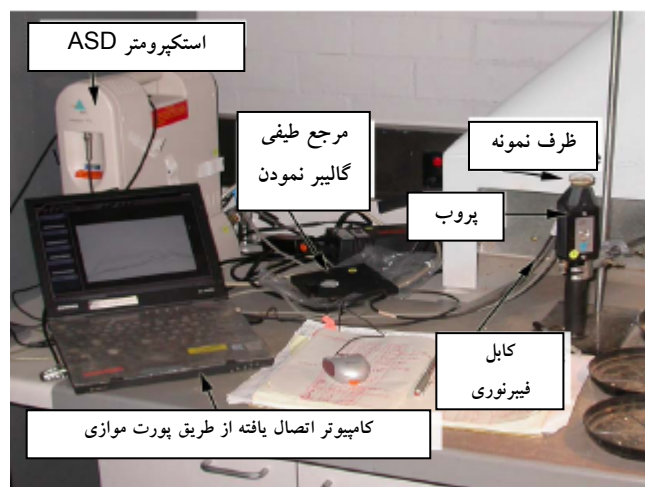 استکپرومتر ASD
مرجع طیفی
گالیبر نمودن
ظرف نمونه
پروب
کابل
فیبرنوری
کامپیوتر اتصال یافته از طریق پورت موازی